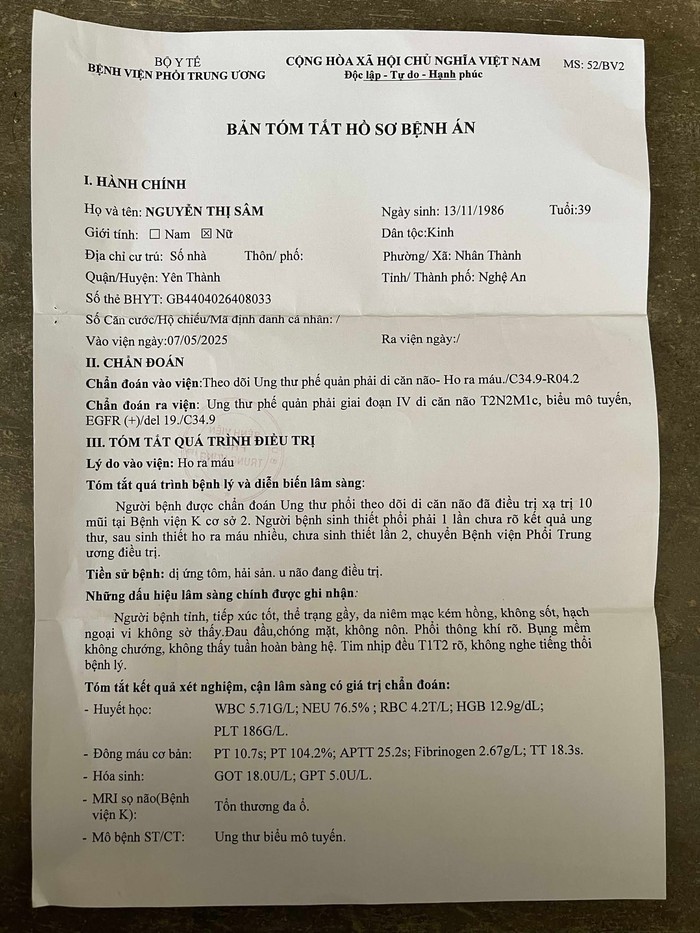 BỘ Y TẾ
BỆNH VIỆN PHỔI TRUNG ƯƠNG
CỘNG HÒA XÃ HỘI CHỦ NGHĨA VIỆT NAM
Độc lập - Tự do - Hạnh phúc
MS: 52/BV2
BẢN TÓM TẮT HỒ SƠ BỆNH ÁN
I. HÀNH CHÍNH
Họ và tên: NGUYỄN THỊ SÂM Ngày sinh: 13/11/1986 Tuổi:39
Giới tính: ☐ Nam ☒ Nữ Dân tộc:Kinh
Địa chỉ cư trú: Số nhà Thôn/ phố: Phường/ Xã: Nhân Thành
Quận/Huyện: Yên Thành Tỉnh/ Thành phố: Nghệ An
Số thẻ BHYT: GB4404026408033
Số Căn cước/Hộ chiếu/Mã định danh cá nhân: /
Vào viện ngày:07/05/2025 Ra viện ngày:/
II. CHẨN ĐOÁN
Chẩn đoán vào viện:Theo dõi Ung thư phế quản phải di căn não- Ho ra máu./C34.9-R04.2
Chẩn đoán ra viện: Ung thư phế quản phải giai đoạn IV di căn não T2N2M1c, biểu mô tuyến,
EGFR (+)/del 19./C34.9
III. TÓM TẮT QUÁ TRÌNH ĐIỀU TRỊ
Lý do vào viện: Ho ra máu
Tóm tắt quá trình bệnh lý và diễn biến lâm sàng:
Người bệnh được chẩn đoán Ung thư phổi theo dõi di căn não đã điều trị xạ trị 10
mũi tại Bệnh viện K cơ sở 2. Người bệnh sinh thiết phổi phải 1 lần chưa rõ kết quả ung
thư, sau sinh thiết ho ra máu nhiều, chưa sinh thiết lần 2, chuyển Bệnh viện Phổi Trung
ương điều trị.
Tiền sử bệnh: dị ứng tôm, hải sản. u não đang điều trị.
Những dấu hiệu lâm sàng chính được ghi nhận:
Người bệnh tỉnh, tiếp xúc tốt, thể trạng gầy, da niêm mạc kém hồng, không sốt, hạch
ngoại vi không sờ thấy.Đau đầu,chóng mặt, không nôn. Phổi thông khí rõ. Bụng mềm
không chướng, không thấy tuần hoàn bàng hệ. Tim nhịp đều T1T2 rõ, không nghe tiếng thổi
bệnh lý.
Tóm tắt kết quả xét nghiệm, cận lâm sàng có giá trị chẩn đoán:
- Huyết học: WBC 5.71G/L; NEU 76.5% ; RBC 4.2T/L; HGB 12.9g/dL;
PLT 186G/L.
- Đông máu cơ bản: PT 10.7s; PT 104.2%; APTT 25.2s; Fibrinogen 2.67g/L; TT 18.3s.
- Hóa sinh: GOT 18.0U/L; GPT 5.0U/L.
- MRI sọ não(Bệnh
viện K): Tổn thương đa ổ.
- Mô bệnh ST/CT: Ung thư biểu mô tuyến.